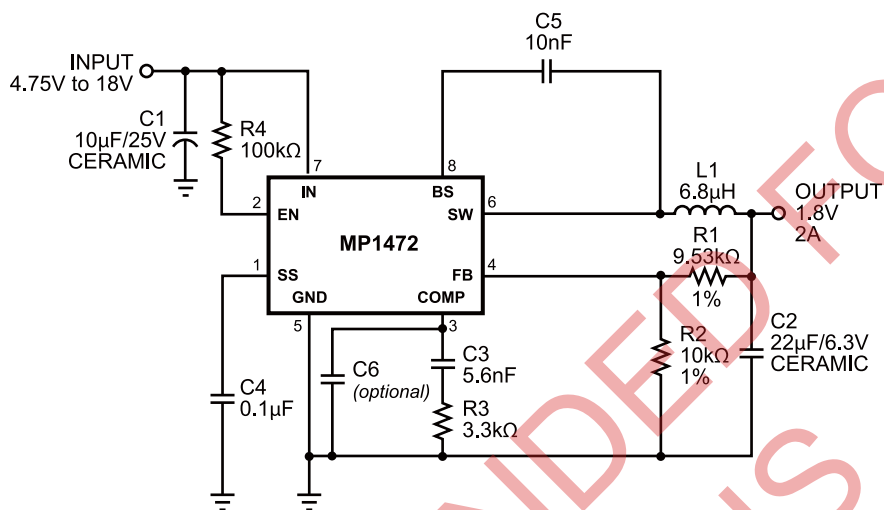 C5
10nF
INPUT
4.75V to 18V
C1
10µF/25V
CERAMIC
R4
100kΩ
7
8
IN
BS
2
EN
SW
6
MP1472
1
SS
FB
4
GND
COMP
5
3
L1
6.8µH
OUTPUT
1.8V
2A
R1
9.53kΩ
1%
R2
10kΩ
1%
C2
22µF/6.3V
CERAMIC
C3
5.6nF
C6
(optional)
R3
3.3kΩ
C4
0.1µF